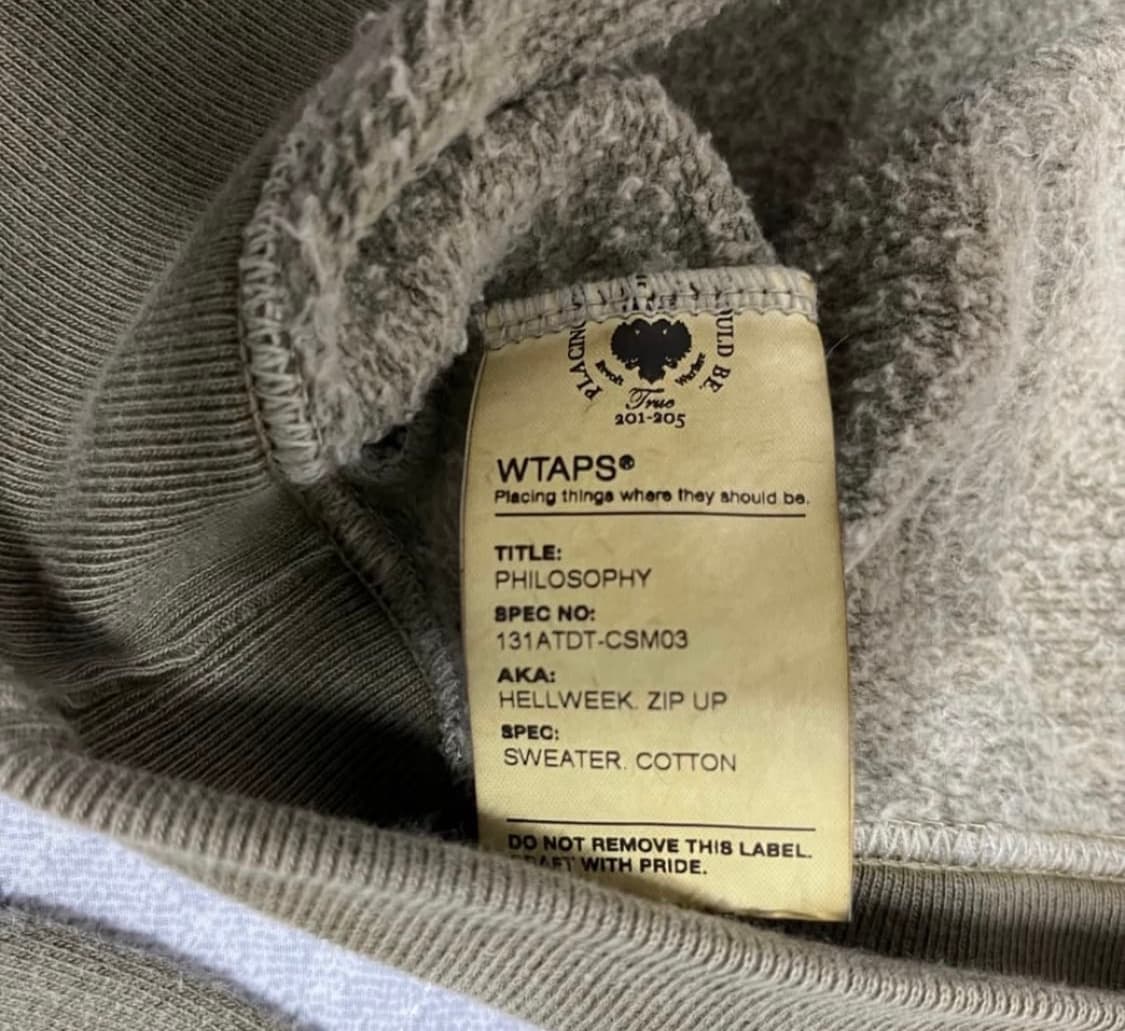 PLACING
OULD BE.
True
201-205
WTAPS®
Placing things where they should be.
TITLE:
PHILOSOPHY
SPEC NO:
131ATDT-CSM03
AKA:
HELLWEEK. ZIP UP
SPEC:
SWEATER. COTTON
DO NOT REMOVE THIS LABEL.
WITH PRIDE.